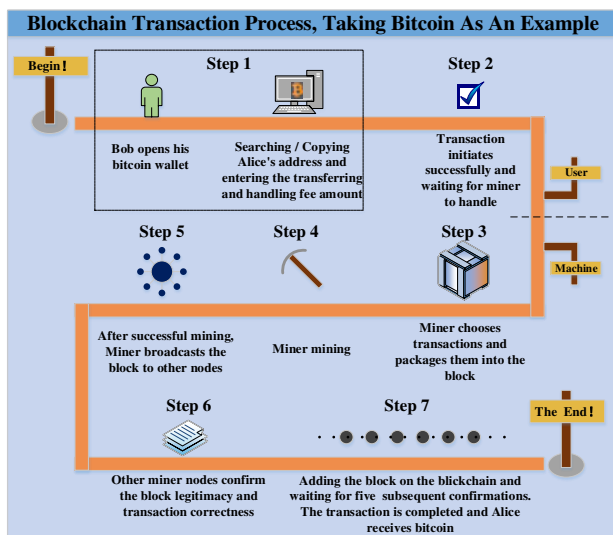 Blockchain Transaction Process, Taking Bitcoin As An Example
Begin!
Step 1
Step 2
Bob opens his
bitcoin wallet
Searching / Copying
Alice's address and
entering the transferring
and handling fee amount
Transaction
initiates
successfully and
waiting for miner
to handle
User
Machine
Step 5
Step 4
Step 3
After successful mining,
Miner broadcasts the
block to other nodes
Miner mining
Miner chooses
transactions and
packages them into the
block
Step 6
Step 7
The End!
Other miner nodes confirm
the block legitimacy and
transaction correctness
Adding the block on the blickchain and
waiting for five subsequent confirmations.
The transaction is completed and Alice
receives bitcoin